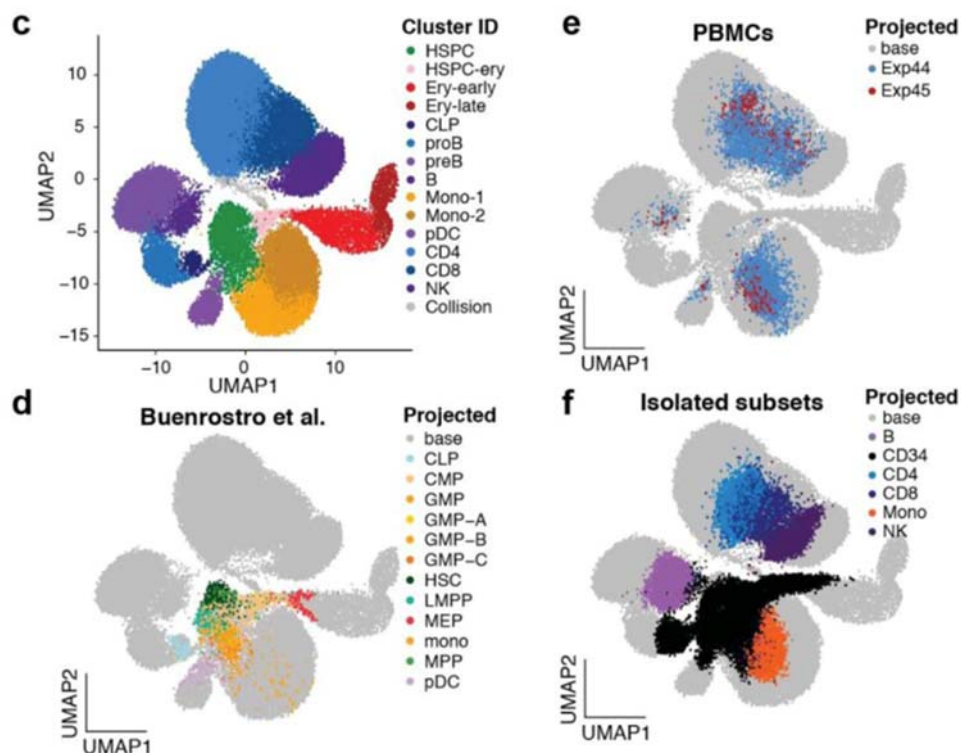 c
Cluster ID
HSPC
HSPC-ery
Ery-early
Ery-late
CLP
proB
preB
B
Mono-1
Mono-2
pDC
CD4
CD8
NK
Collision
10
5
0
−5
−10
−15
UMAP2
−10
0
10
UMAP1
e
PBMCs
Projected
base
Exp44
Exp45
UMAP2
UMAP1
d
Buenrostro et al.
Projected
base
CLP
CMP
GMP
GMP−A
GMP−B
GMP−C
HSC
LMPP
MEP
mono
MPP
pDC
UMAP2
UMAP1
f
Isolated subsets
Projected
base
B
CD34
CD4
CD8
Mono
NK
UMAP2
UMAP1